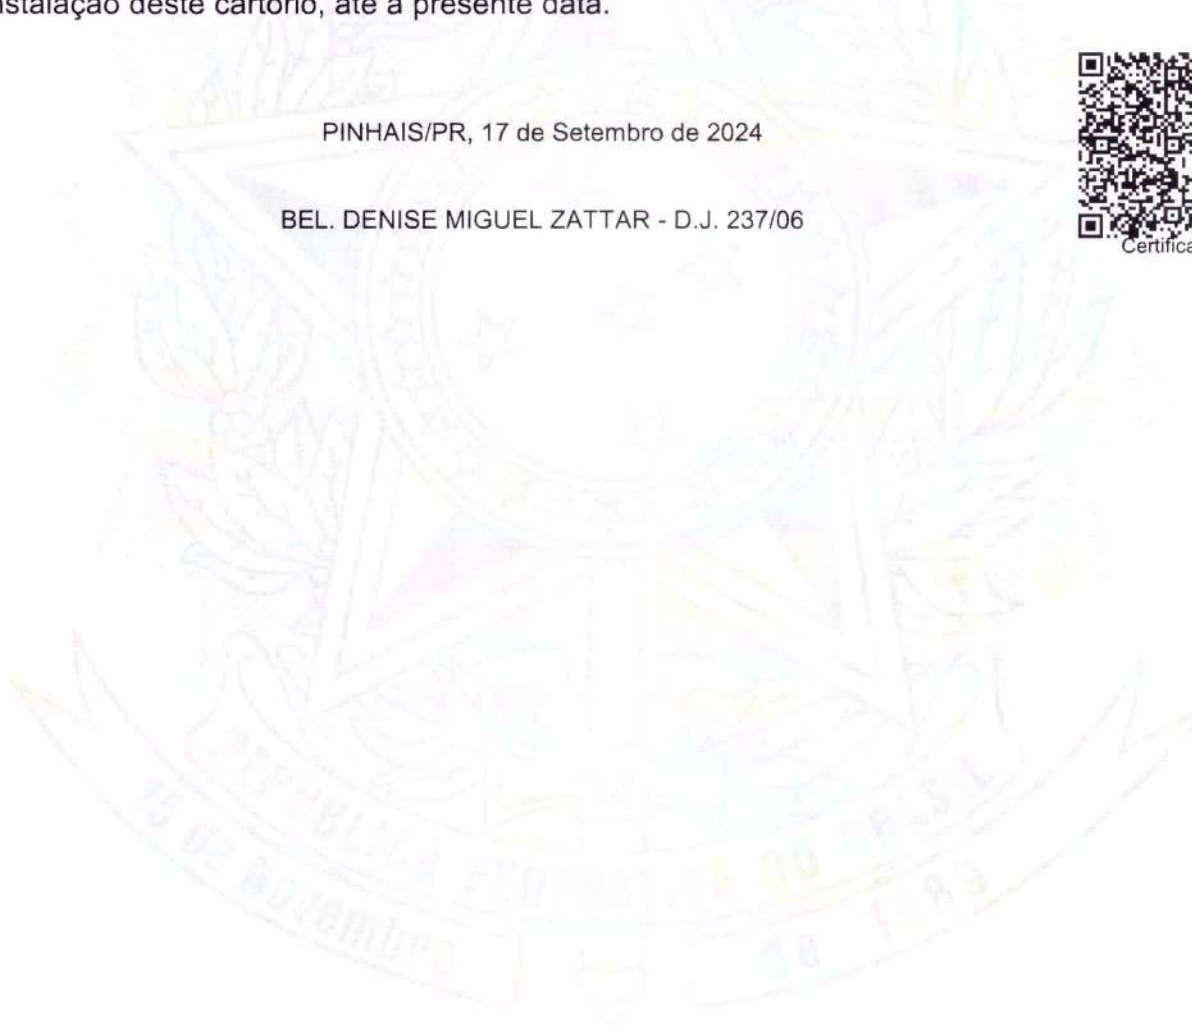 nstalação deste cartório, até a presente data.
PINHAIS/PR, 17 de Setembro de 2024
BEL. DENISE MIGUEL ZATTAR - D.J. 237/06
Certifica
REPÚBLICA FEDERATIVA DO BRASIL
15 de Novembro
de 1889